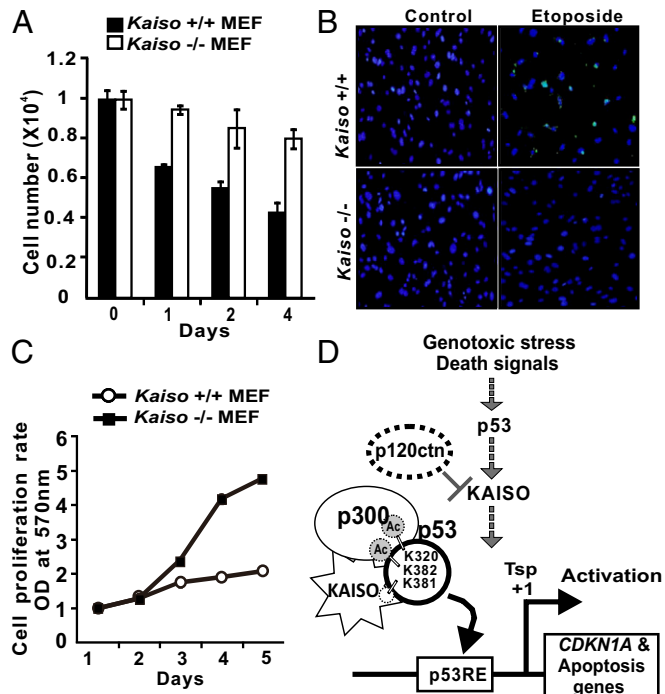 A
Kaiso +/+ MEF
Kaiso -/- MEF
Cell number (X10⁴)
1.2
1
0.8
0.6
0.4
0.2
0
0
1
2
4
Days
B
Control
Etoposide
Kaiso +/+
Kaiso -/-
C
Kaiso +/+ MEF
Kaiso -/- MEF
Cell proliferation rate
OD at 570nm
6
5
4
3
2
1
1
2
3
4
5
Days
D
Genotoxic stress
Death signals
p53
p120ctn
KAISO
p300
Ac
p53
Ac
K320
K382
K381
KAISO
Tsp
+1
Activation
p53RE
CDKN1A &
Apoptosis
genes